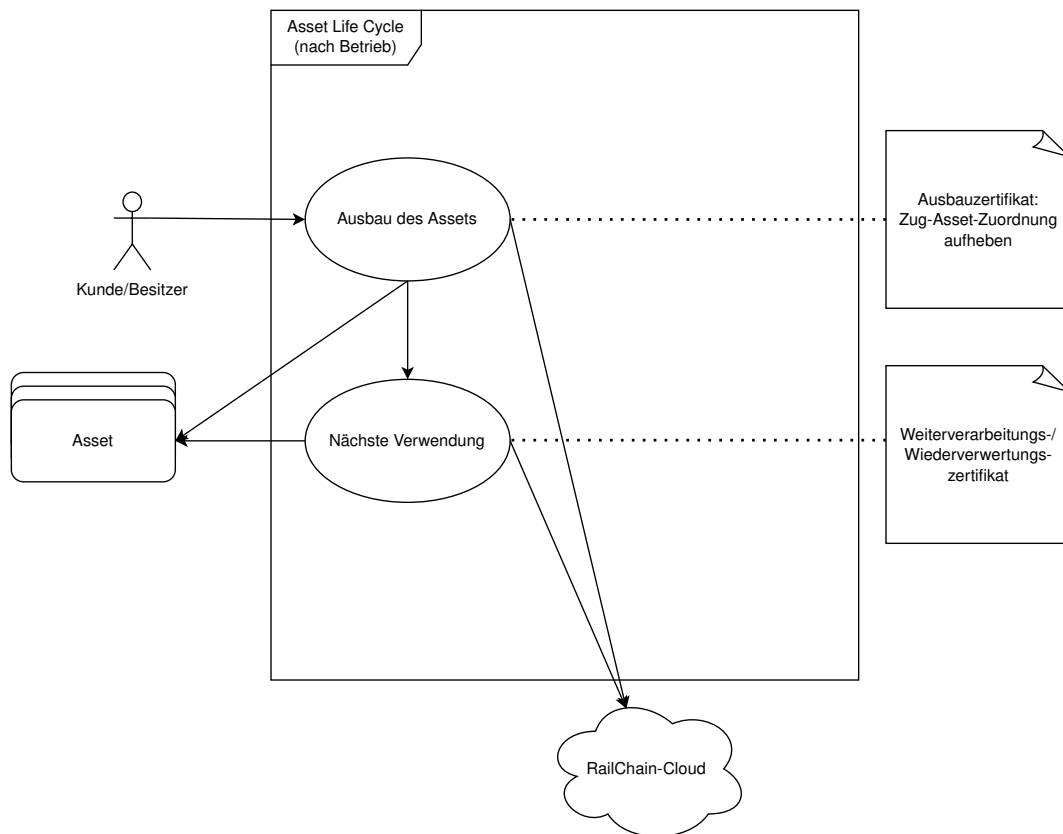 Asset Life Cycle
(nach Betrieb)
Ausbau des Assets
Ausbauzertifikat:
Zug-Asset-Zuordnung
aufheben
Kunde/Besitzer
Asset
Nächste Verwendung
Weiterverarbeitungs-/
Wiederverwertungs-
zertifikat
RailChain-Cloud